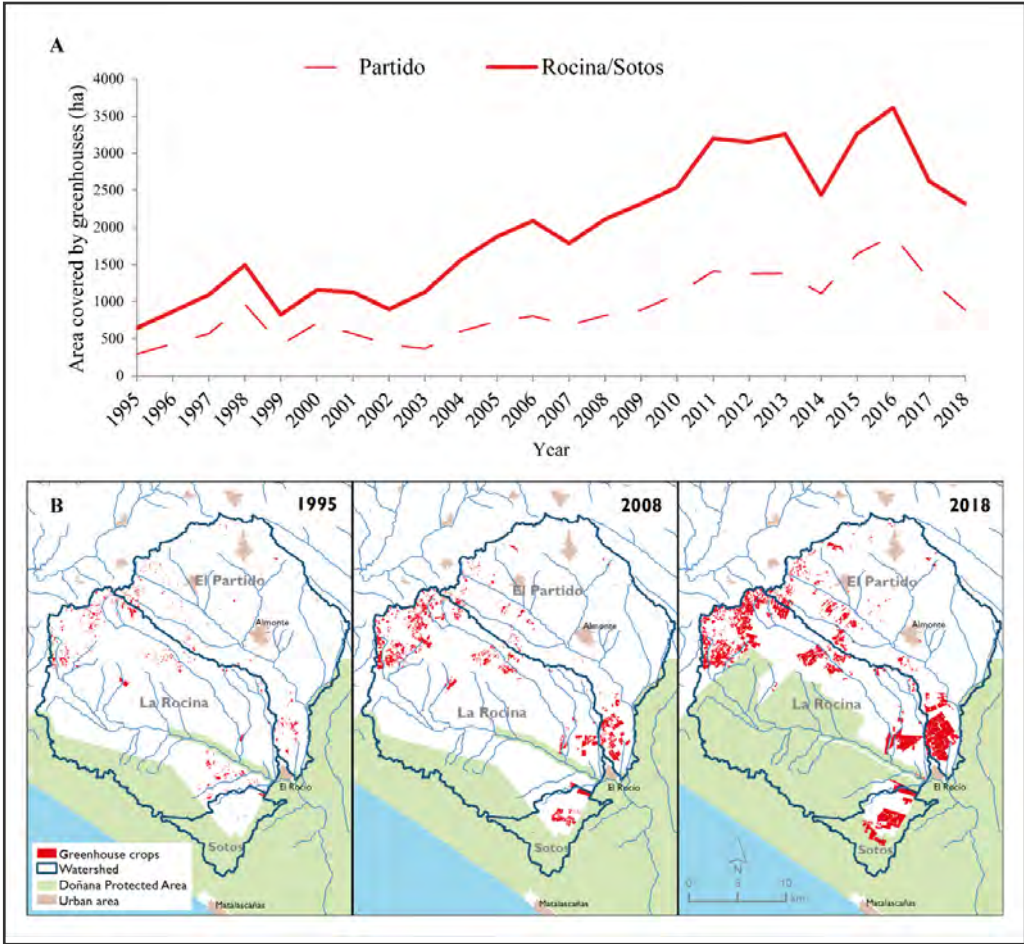 A
Partido
Rocina/Sotos
Area covered by greenhouses (ha)
4000
3500
3000
2500
2000
1500
1000
500
0
1995
1996
1997
1998
1999
2000
2001
2002
2003
2004
2005
2006
2007
2008
2009
2010
2011
2012
2013
2014
2015
2016
2017
2018
Year
B
1995
El Partido
Almonte
La Rocina
El Rocío
Sotos
Matalascañas
Greenhouse crops
Watershed
Doñana Protected Area
Urban area
2008
El Partido
Almonte
La Rocina
El Rocío
Sotos
Matalascañas
2018
El Partido
Almonte
La Rocina
El Rocío
Sotos
Matalascañas
N
0 5 10
km